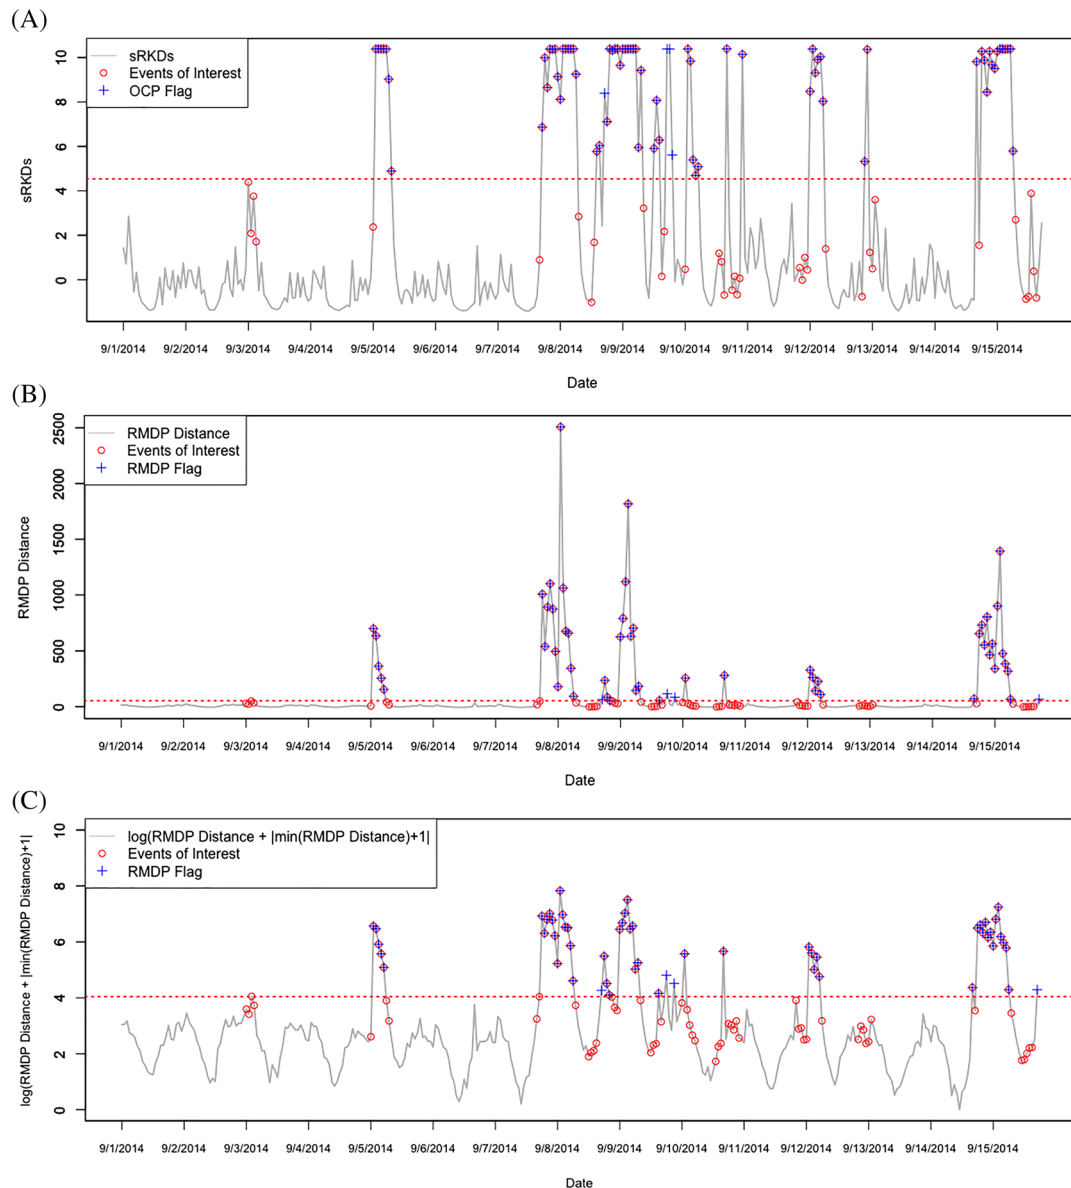 (A)
sRKDs
Events of Interest
OCP Flag
sRKDs
10
8
6
4
2
0
9/1/2014 9/2/2014 9/3/2014 9/4/2014 9/5/2014 9/6/2014 9/7/2014 9/8/2014 9/9/2014 9/10/2014 9/11/2014 9/12/2014 9/13/2014 9/14/2014 9/15/2014
Date
(B)
RMDP Distance
Events of Interest
RMDP Flag
RMDP Distance
2500
2000
1500
1000
500
0
9/1/2014 9/2/2014 9/3/2014 9/4/2014 9/5/2014 9/6/2014 9/7/2014 9/8/2014 9/9/2014 9/10/2014 9/11/2014 9/12/2014 9/13/2014 9/14/2014 9/15/2014
Date
(C)
log(RMDP Distance + |min(RMDP Distance)+1|
Events of Interest
RMDP Flag
log(RMDP Distance + |min(RMDP Distance)+1|
10
8
6
4
2
0
9/1/2014 9/2/2014 9/3/2014 9/4/2014 9/5/2014 9/6/2014 9/7/2014 9/8/2014 9/9/2014 9/10/2014 9/11/2014 9/12/2014 9/13/2014 9/14/2014 9/15/2014
Date